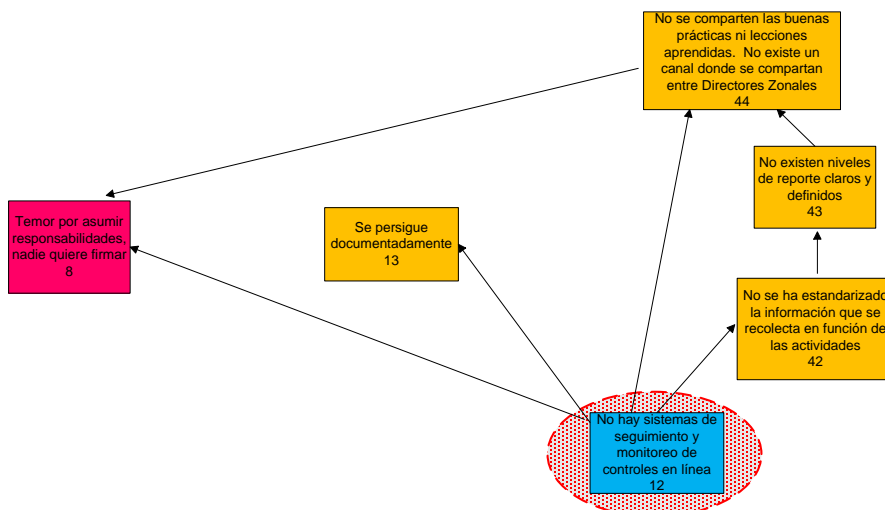 No se comparten las buenas
prácticas ni lecciones
aprendidas. No existe un
canal donde se compartan
entre Directores Zonales
44
No existen niveles
de reporte claros y
definidos
43
Temor por asumir
responsabilidades,
nadie quiere firmar
8
Se persigue
documentadamente
13
No se ha estandarizado
la información que se
recolecta en función de
las actividades
42
No hay sistemas de
seguimiento y
monitoreo de
controles en línea
12